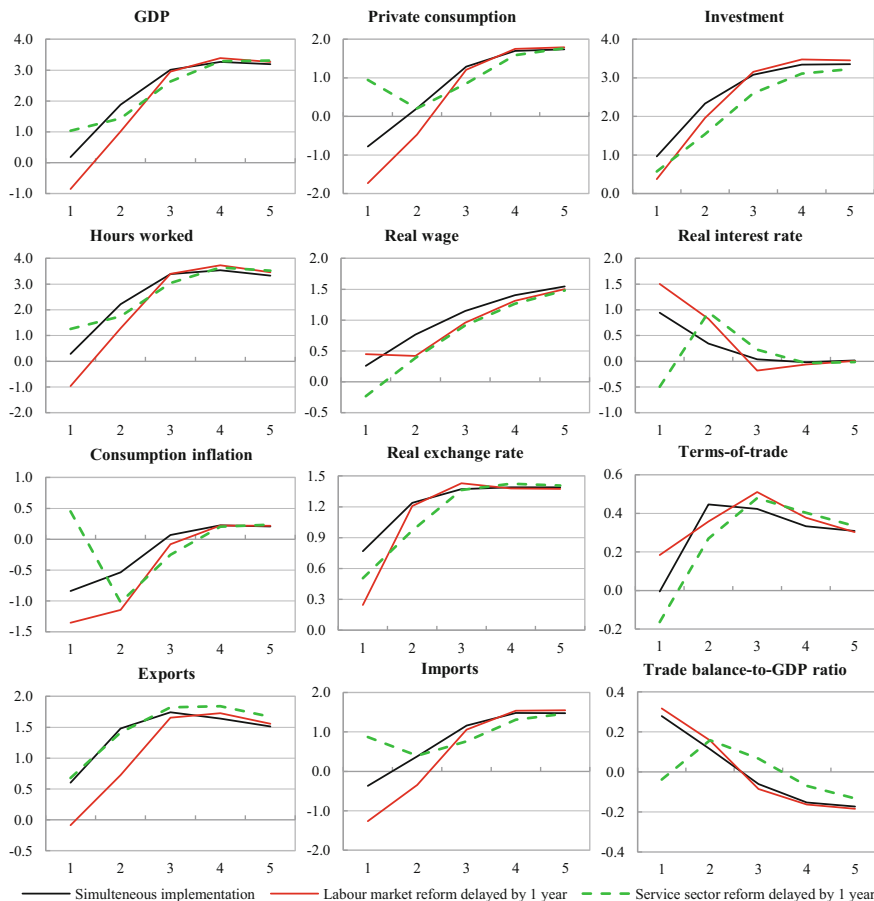 GDP
4.0
3.0
2.0
1.0
0.0
-1.0
1 2 3 4 5
Private consumption
2.0
1.0
0.0
-1.0
-2.0
1 2 3 4 5
Investment
4.0
3.0
2.0
1.0
0.0
1 2 3 4 5
Hours worked
4.0
3.0
2.0
1.0
0.0
-1.0
-2.0
1 2 3 4 5
Real wage
2.0
1.5
1.0
0.5
0.0
-0.5
1 2 3 4 5
Real interest rate
2.0
1.5
1.0
0.5
0.0
-0.5
-1.0
1 2 3 4 5
Consumption inflation
1.0
0.5
0.0
-0.5
-1.0
-1.5
1 2 3 4 5
Real exchange rate
1.5
1.2
0.9
0.6
0.3
0.0
1 2 3 4 5
Terms-of-trade
0.6
0.4
0.2
0.0
-0.2
1 2 3 4 5
Exports
2.0
1.5
1.0
0.5
0.0
-0.5
1 2 3 4 5
Imports
2.0
1.0
0.0
-1.0
-2.0
1 2 3 4 5
Trade balance-to-GDP ratio
0.4
0.2
0.0
-0.2
-0.4
1 2 3 4 5
Simulteneous implementation Labour market reform delayed by 1 year Service sector reform delayed by 1 year